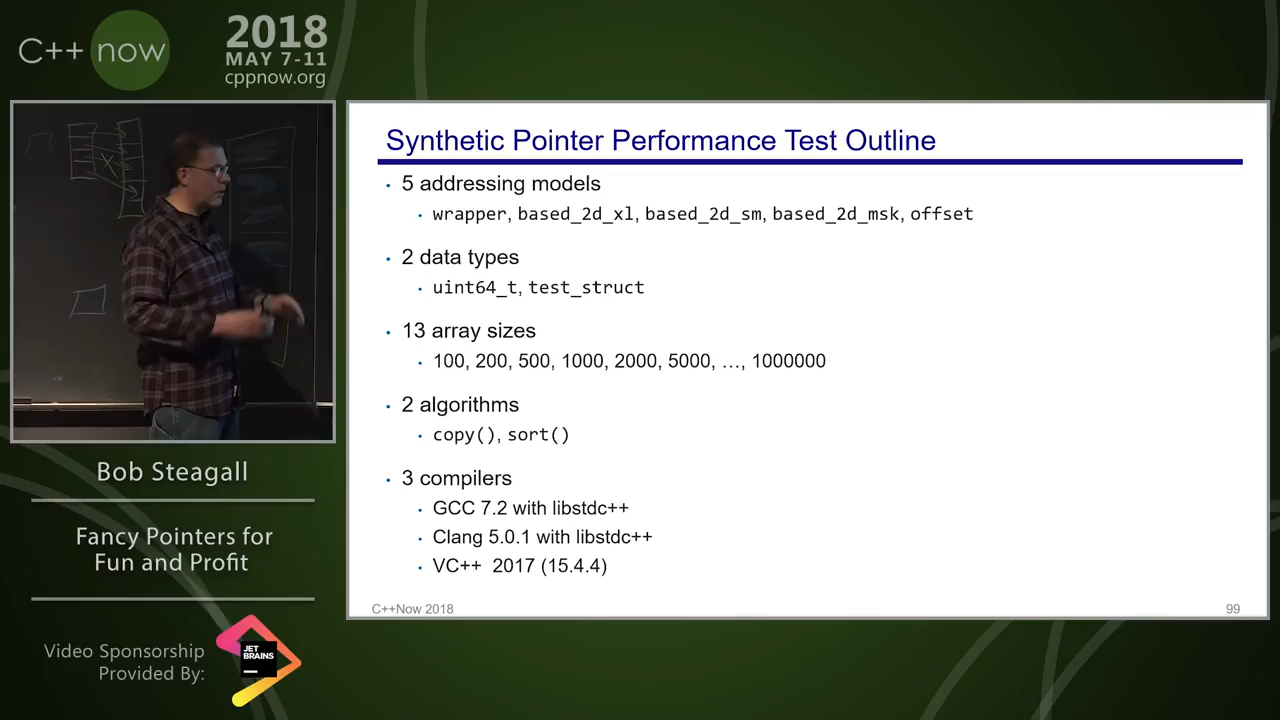 C++ now
2018
MAY 7-11
cppnow.org
Synthetic Pointer Performance Test Outline
• 5 addressing models
• wrapper, based_2d_xl, based_2d_sm, based_2d_msk, offset
• 2 data types
• uint64_t, test_struct
• 13 array sizes
• 100, 200, 500, 1000, 2000, 5000, …, 1000000
• 2 algorithms
• copy(), sort()
• 3 compilers
• GCC 7.2 with libstdc++
• Clang 5.0.1 with libstdc++
• VC++ 2017 (15.4.4)
C++Now 2018
99
Bob Steagall
Fancy Pointers for
Fun and Profit
Video Sponsorship
Provided By:
JET
BRAINS